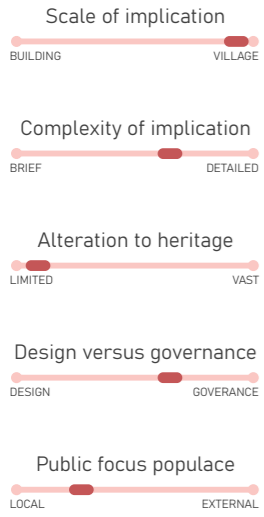 Scale of implication
BUILDING VILLAGE
Complexity of implication
BRIEF DETAILED
Alteration to heritage
LIMITED VAST
Design versus governance
DESIGN GOVERANCE
Public focus populace
LOCAL EXTERNAL